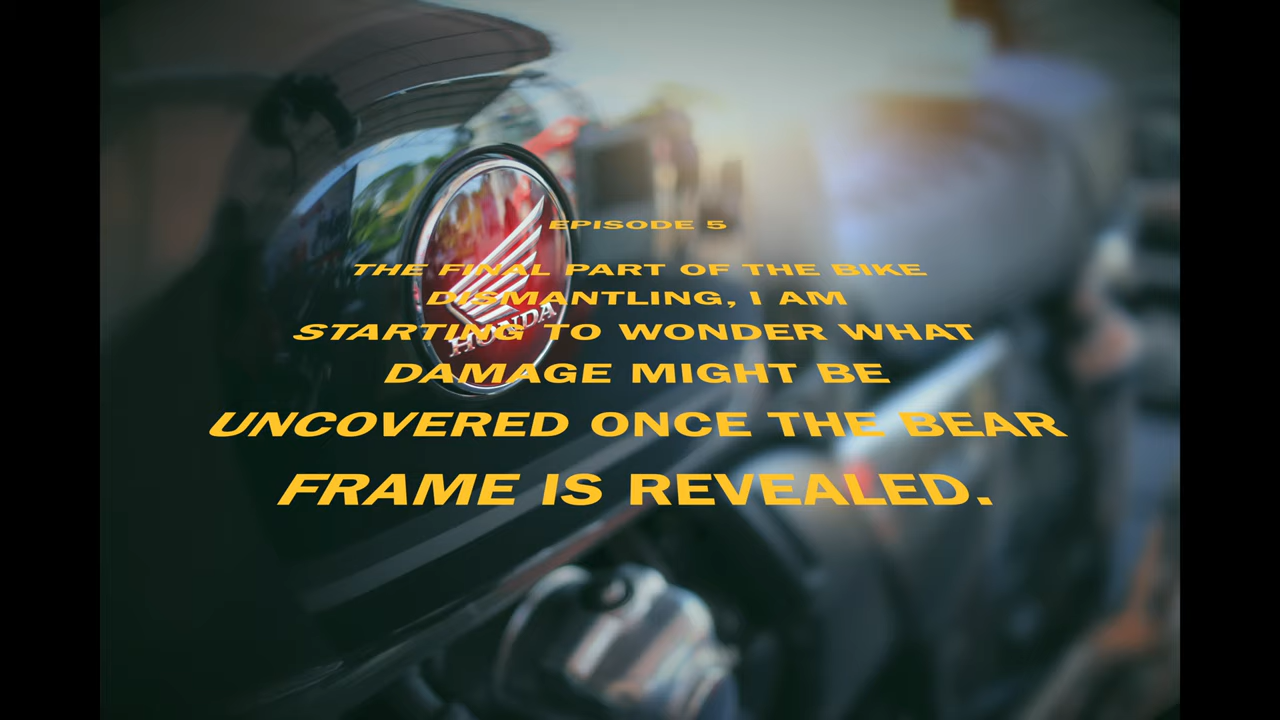 EPISODE 5
THE FINAL PART OF THE BIKE
DISMANTLING, I AM
STARTING TO WONDER WHAT
DAMAGE MIGHT BE
UNCOVERED ONCE THE BEAR
FRAME IS REVEALED.
HONDA